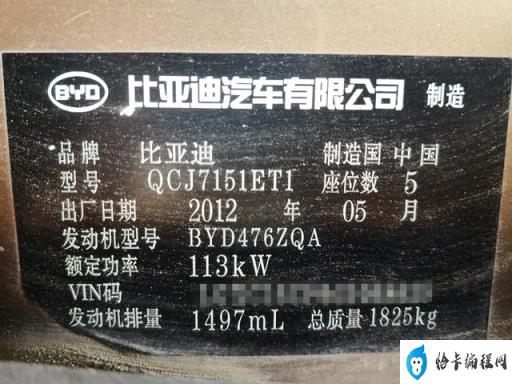 BYD 比亚迪汽车有限公司 制造
品牌 比亚迪 制造国 中国
型号 QCJ7151ET1 座位数 5
出厂日期 2012 年 05 月
发动机型号 BYD476ZQA
额定功率 113kW
VIN码
发动机排量 1497mL 总质量 1825kg
恰卡编程网